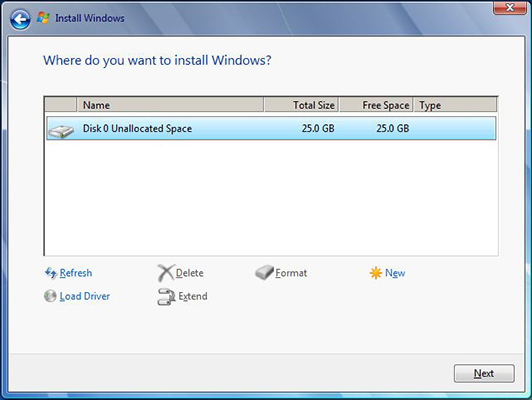 Install Windows
Where do you want to install Windows?
Name Total Size Free Space Type
Disk 0 Unallocated Space 25.0 GB 25.0 GB
Refresh Delete Format New
Load Driver Extend
Next